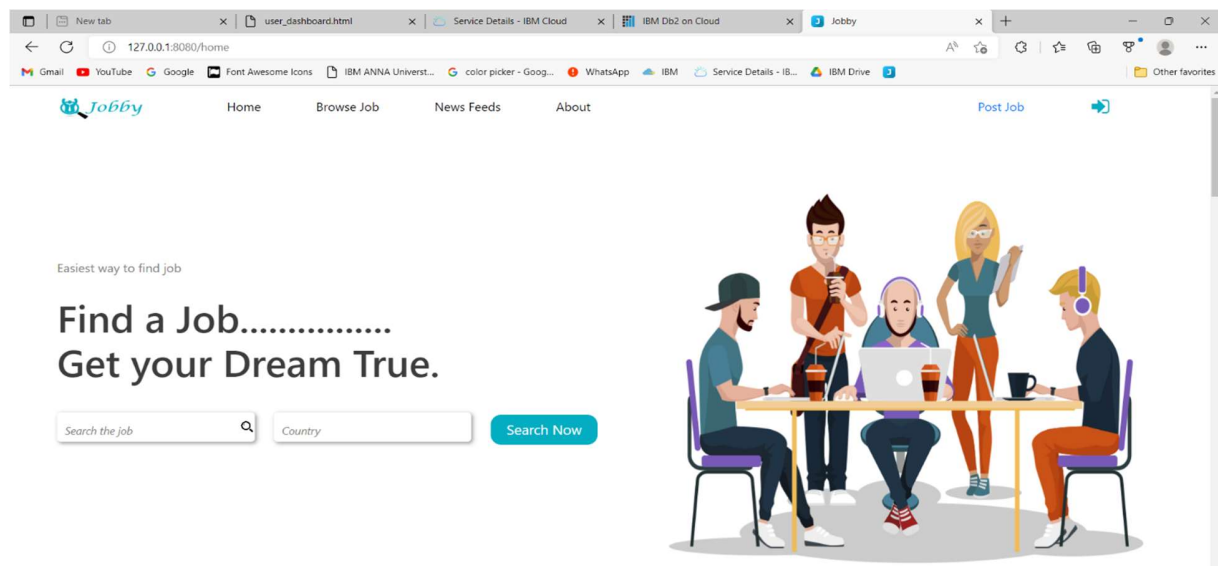 New tab
user_dashboard.html
Service Details - IBM Cloud
IBM Db2 on Cloud
Jobby
127.0.0.1:8080/home
Gmail YouTube Google Font Awesome Icons IBM ANNA Universt... color picker - Goog... WhatsApp IBM Service Details - IB... IBM Drive Other favorites
Jobby Home Browse Job News Feeds About Post Job
Easiest way to find job
Find a Job...............
Get your Dream True.
Search the job Country Search Now